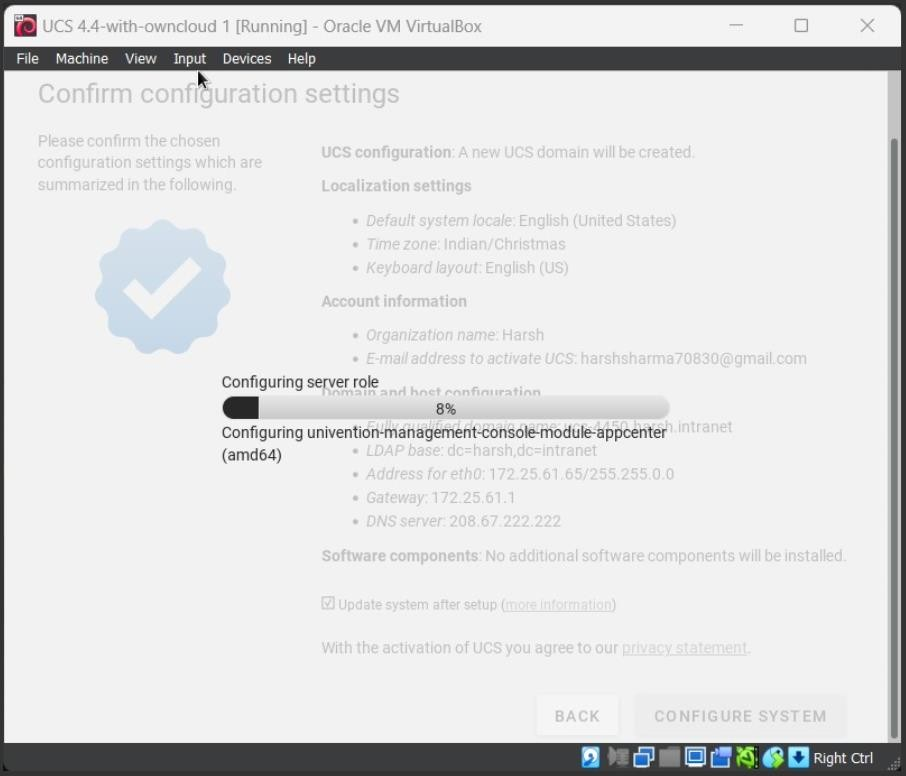 UCS 4.4-with-owncloud 1 [Running] - Oracle VM VirtualBox
File Machine View Input Devices Help
Confirm configuration settings
Please confirm the chosen
configuration settings which are
summarized in the following.
UCS configuration: A new UCS domain will be created.
Localization settings
• Default system locale: English (United States)
• Time zone: Indian/Christmas
• Keyboard layout: English (US)
Account information
• Organization name: Harsh
• E-mail address to activate UCS: harshsharma70830@gmail.com
Configuring server role
Domain and host configuration
8%
• Fully qualified domain name: ucs-4450.harsh.intranet
Configuring univention-management-console-module-appcenter
(amd64)
• LDAP base: dc=harsh,dc=intranet
• Address for eth0: 172.25.61.65/255.255.0.0
• Gateway: 172.25.61.1
• DNS server: 208.67.222.222
Software components: No additional software components will be installed.
Update system after setup (more information)
With the activation of UCS you agree to our privacy statement.
BACK CONFIGURE SYSTEM
Right Ctrl